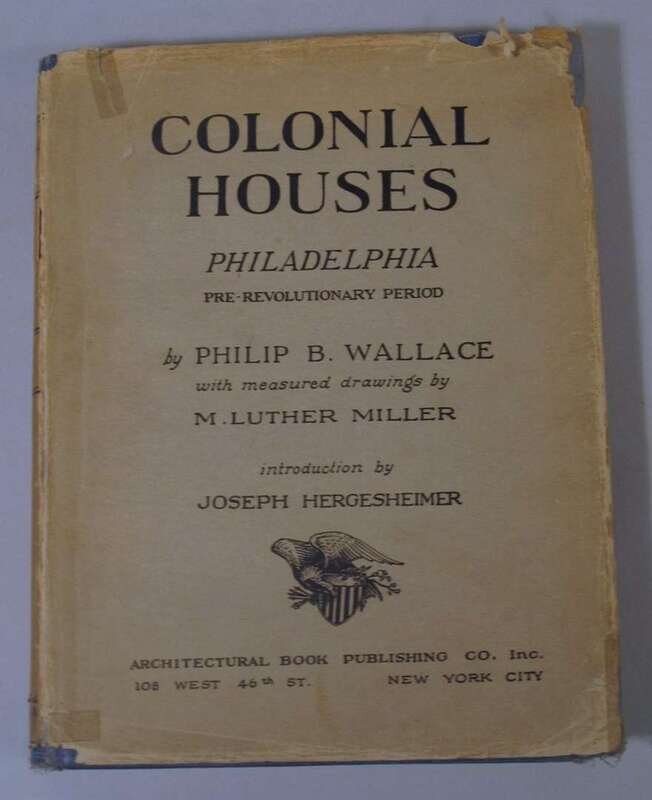 COLONIAL
HOUSES
PHILADELPHIA
PRE-REVOLUTIONARY PERIOD
by PHILIP B. WALLACE
with measured drawings by
M. LUTHER MILLER
introduction by
JOSEPH HERGESHEIMER
ARCHITECTURAL BOOK PUBLISHING CO. Inc.
108 WEST 46th ST. NEW YORK CITY